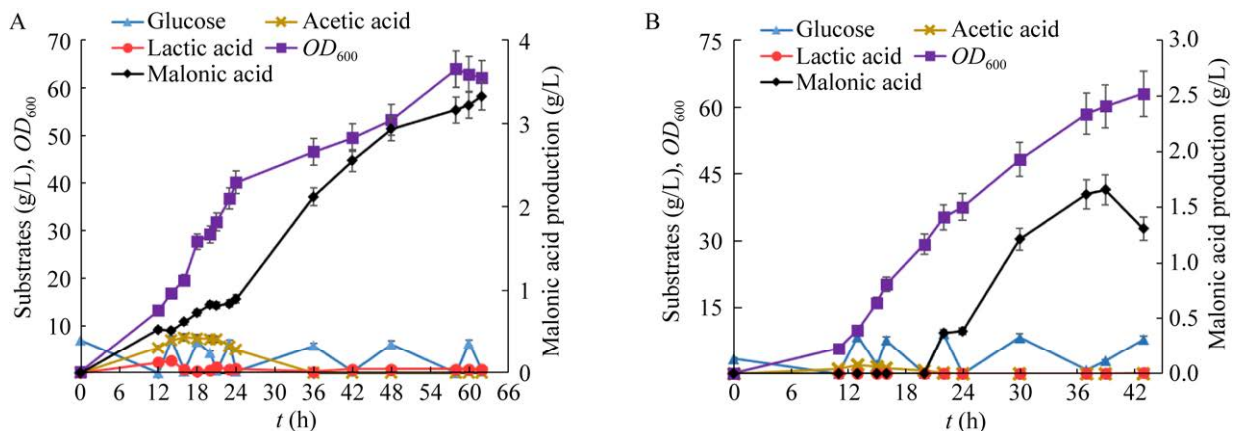 A
Glucose
Acetic acid
Lactic acid
OD600
Malonic acid
Substrates (g/L), OD600
70
60
50
40
30
20
10
0
4
3
2
1
0
Malonic acid production (g/L)
0 6 12 18 24 30 36 42 48 54 60 66
t (h)
B
Glucose
Acetic acid
Lactic acid
OD600
Malonic acid
Substrates (g/L), OD600
75
60
45
30
15
3.0
2.5
2.0
1.5
1.0
0.5
0.0
Malonic acid production (g/L)
0 6 12 18 24 30 36 42
t (h)